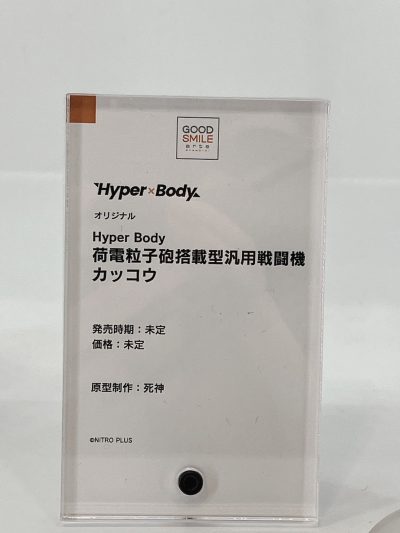 GOOD
SMILE
arts
SHANGHAI
Hyper×Body
オリジナル
Hyper Body
荷電粒子砲搭載型汎用戦闘機
カッコウ
発売時期：未定
価格：未定
原型制作：死神
©NITRO PLUS